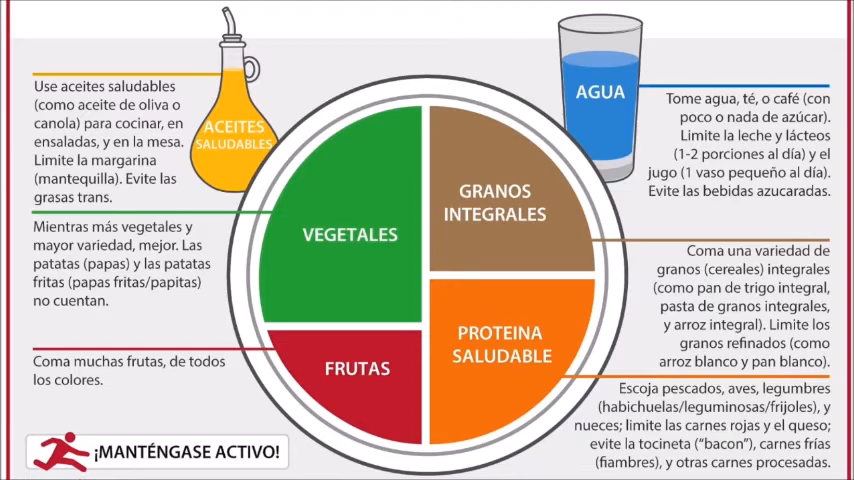 ACEITES
SALUDABLES
Use aceites saludables
(como aceite de oliva o
canola) para cocinar, en
ensaladas, y en la mesa.
Limite la margarina
(mantequilla). Evite las
grasas trans.
Mientras más vegetales y
mayor variedad, mejor. Las
patatas (papas) y las patatas
fritas (papas fritas/papitas)
no cuentan.
Coma muchas frutas, de todos
los colores.
¡MANTÉNGASE ACTIVO!
VEGETALES
FRUTAS
GRANOS
INTEGRALES
PROTEINA
SALUDABLE
AGUA
Tome agua, té, o café (con
poco o nada de azúcar).
Limite la leche y lácteos
(1-2 porciones al día) y el
jugo (1 vaso pequeño al día).
Evite las bebidas azucaradas.
Coma una variedad de
granos (cereales) integrales
(como pan de trigo integral,
pasta de granos integrales,
y arroz integral). Limite los
granos refinados (como
arroz blanco y pan blanco).
Escoja pescados, aves, legumbres
(habichuelas/leguminosas/frijoles), y
nueces; limite las carnes rojas y el queso;
evite la tocineta (“bacon”), carnes frías
(fiambres), y otras carnes procesadas.